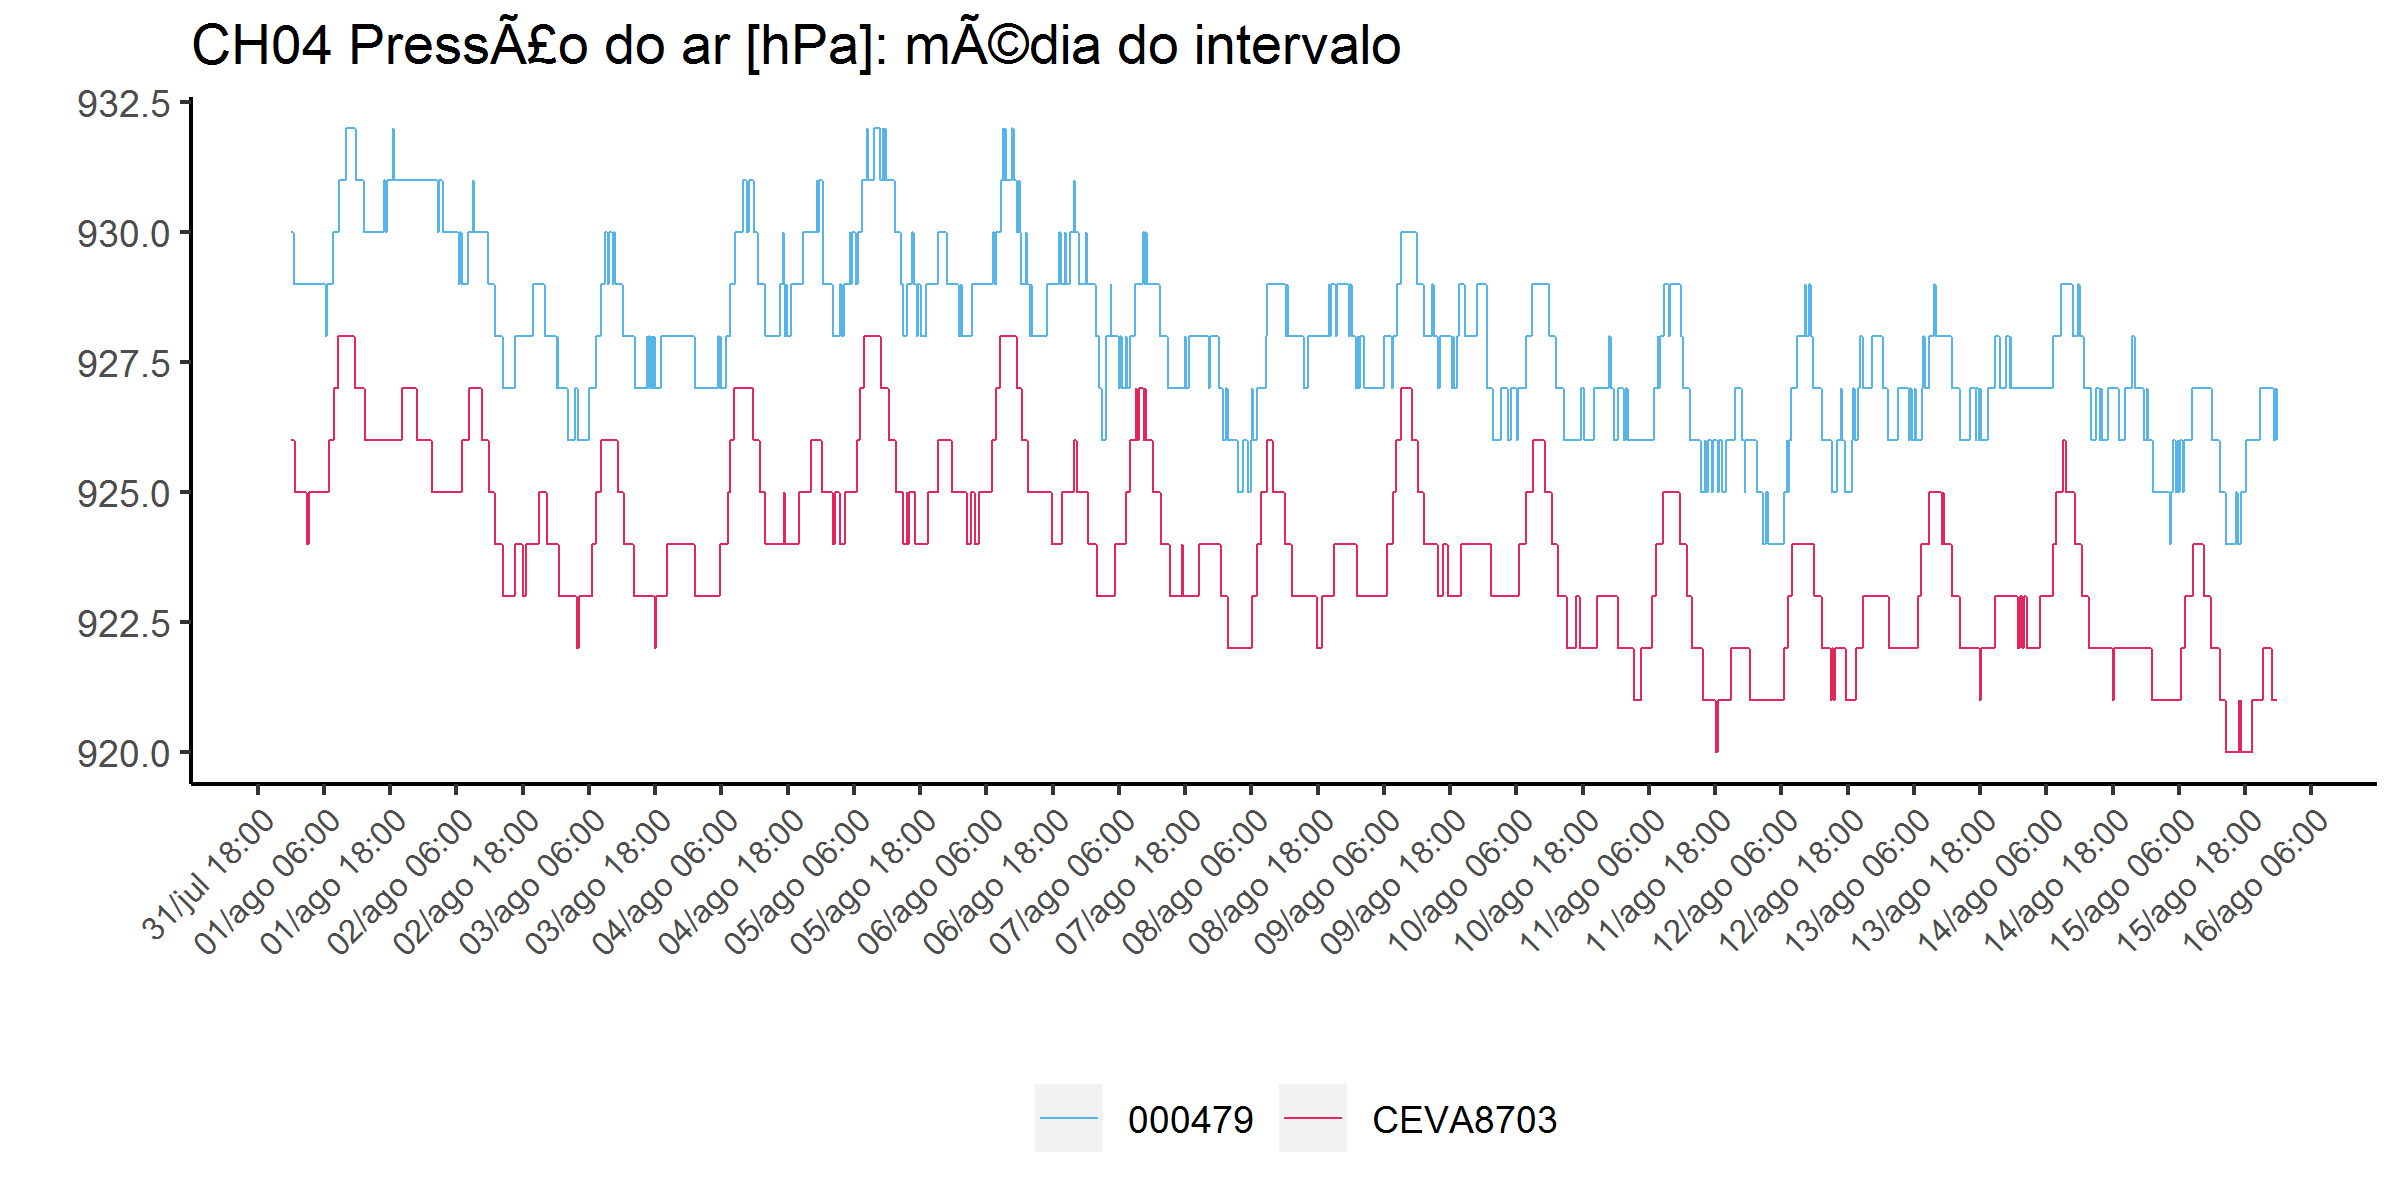 CH04 PressÃ£o do ar [hPa]: mÃ©dia do intervalo
932.5
930.0
927.5
925.0
922.5
920.0
31/jul 18:00
01/ago 06:00
01/ago 18:00
02/ago 06:00
02/ago 18:00
03/ago 06:00
03/ago 18:00
04/ago 06:00
04/ago 18:00
05/ago 06:00
05/ago 18:00
06/ago 06:00
06/ago 18:00
07/ago 06:00
07/ago 18:00
08/ago 06:00
08/ago 18:00
09/ago 06:00
09/ago 18:00
10/ago 06:00
10/ago 18:00
11/ago 06:00
11/ago 18:00
12/ago 06:00
12/ago 18:00
13/ago 06:00
13/ago 18:00
14/ago 06:00
14/ago 18:00
15/ago 06:00
15/ago 18:00
16/ago 06:00
000479 CEVA8703